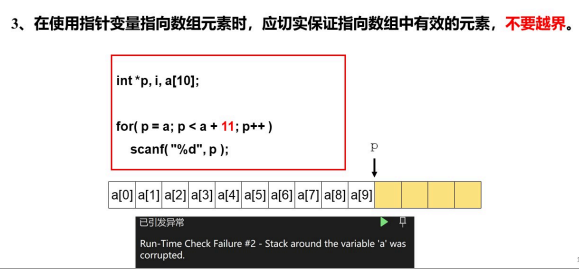 3、在使用指针变量指向数组元素时，应切实保证指向数组中有效的元素，不要越界。
int *p, i, a[10];
for( p = a; p < a + 11; p++ )
scanf( "%d", p );
p
a[0] a[1] a[2] a[3] a[4] a[5] a[6] a[7] a[8] a[9]
已引发异常
Run-Time Check Failure #2 - Stack around the variable 'a' was
corrupted.